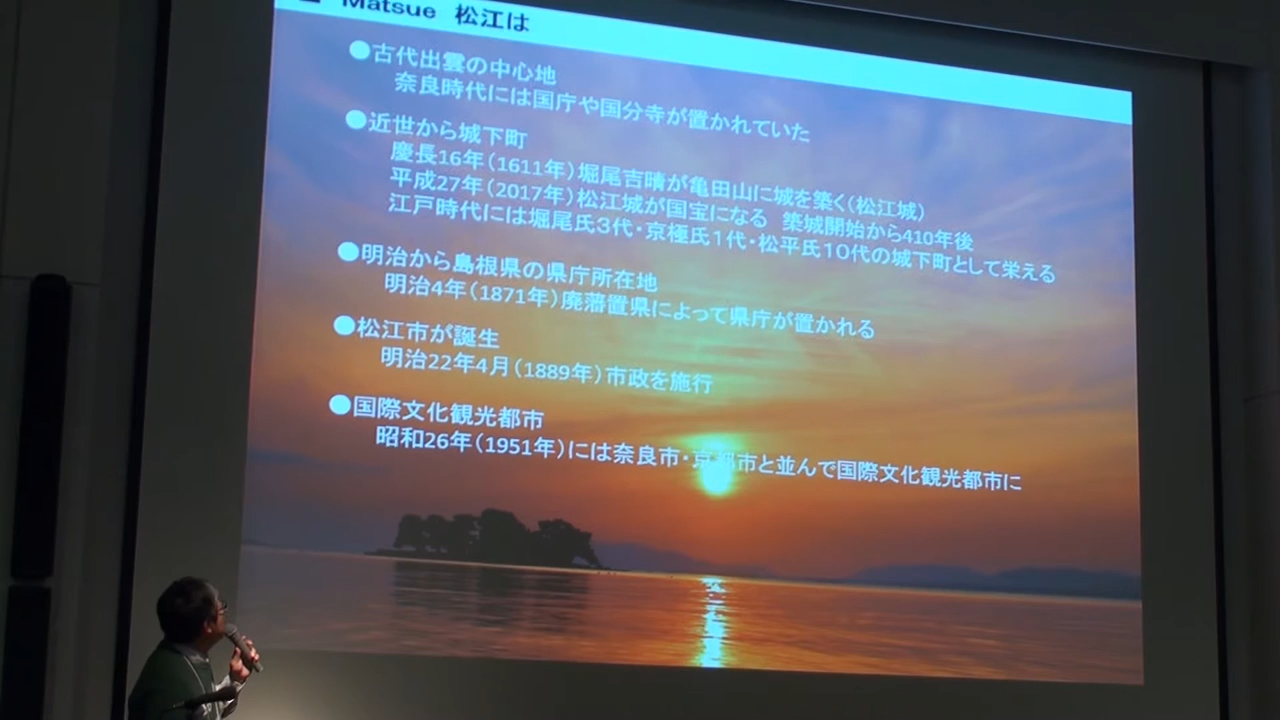 Matsue 松江は
●古代出雲の中心地
奈良時代には国庁や国分寺が置かれていた
●近世から城下町
慶長16年（1611年）堀尾吉晴が亀田山に城を築く（松江城）
平成27年（2017年）松江城が国宝になる 築城開始から410年後
江戸時代には堀尾氏３代・京極氏１代・松平氏１０代の城下町として栄える
●明治から島根県の県庁所在地
明治4年（1871年）廃藩置県によって県庁が置かれる
●松江市が誕生
明治22年4月（1889年）市政を施行
●国際文化観光都市
昭和26年（1951年）には奈良市・京都市と並んで国際文化観光都市に